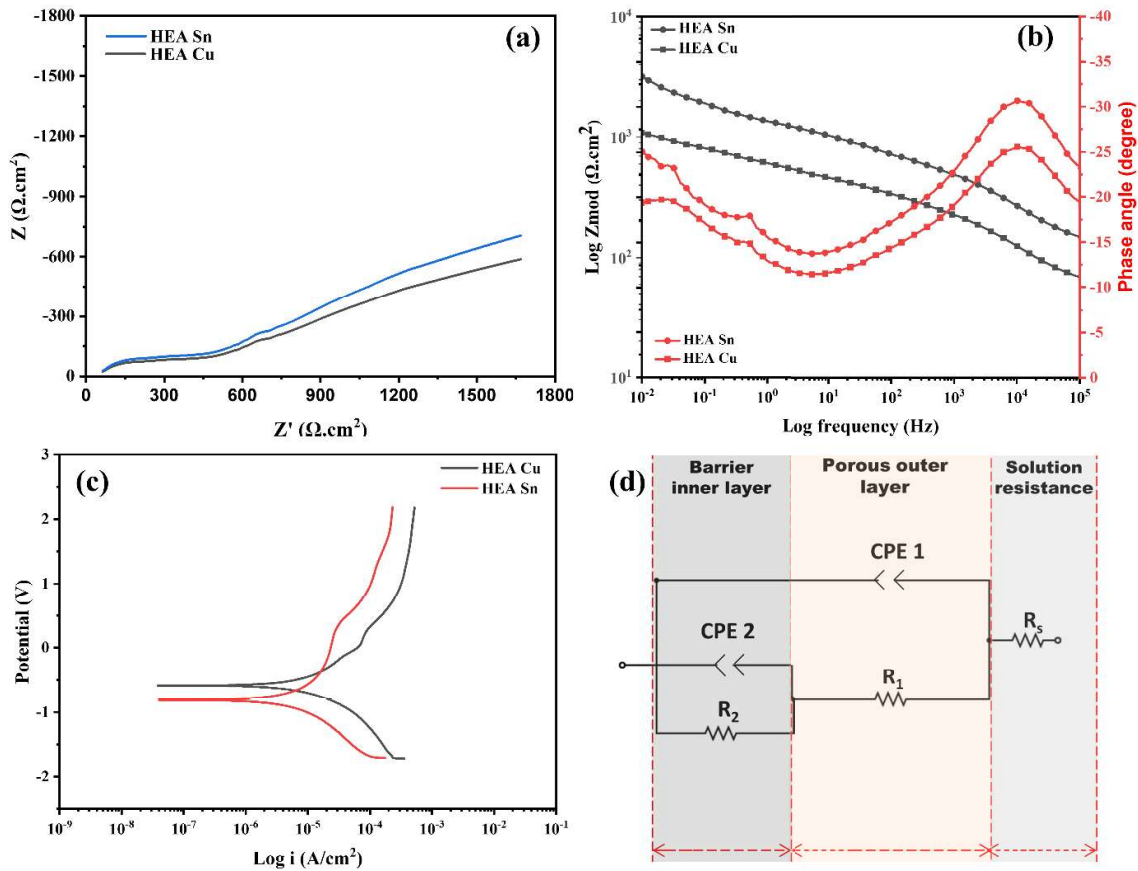 (a)
HEA Sn
HEA Cu
-1800
-1500
-1200
-900
-600
-300
0
Z (Ω.cm²)
0 300 600 900 1200 1500 1800
Z' (Ω.cm²)
(b)
HEA Sn
HEA Cu
10⁴
10³
10²
10¹
Log Zmod (Ω.cm²)
-40
-35
-30
-25
-20
-15
-10
-5
0
Phase angle (degree)
HEA Sn
HEA Cu
10⁻² 10⁻¹ 10⁰ 10¹ 10² 10³ 10⁴ 10⁵
Log frequency (Hz)
(c)
HEA Cu
HEA Sn
3
2
1
0
-1
-2
Potential (V)
10⁻⁹ 10⁻⁸ 10⁻⁷ 10⁻⁶ 10⁻⁵ 10⁻⁴ 10⁻³ 10⁻² 10⁻¹
Log i (A/cm²)
(d)
Barrier
inner layer
Porous outer
layer
Solution
resistance
CPE 1
CPE 2
Rₛ
R₁
R₂